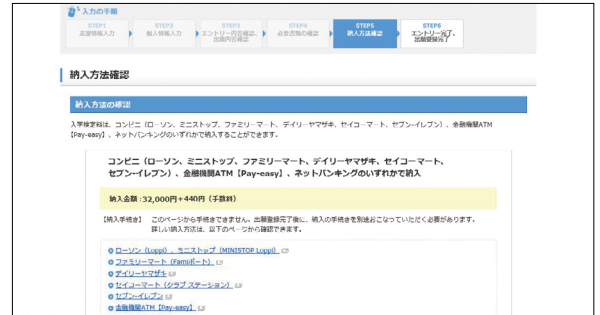 入力の手順
STEP1
志望情報入力
STEP2
個人情報入力
STEP3
エントリー内容確認、
出願内容確認
STEP4
必要書類の確認
STEP5
納入方法確認
STEP6
エントリー完了、
出願登録完了
納入方法確認
納入方法の確認
入学検定料は、コンビニ（ローソン、ミニストップ、ファミリーマート、デイリーヤマザキ、セイコーマート、セブン-イレブン）、金融機関ATM
【Pay-easy】、ネットバンキングのいずれかで納入することができます。
コンビニ（ローソン、ミニストップ、ファミリーマート、デイリーヤマザキ、セイコーマート、
セブン-イレブン）、金融機関ATM【Pay-easy】、ネットバンキングのいずれかで納入
納入金額：32,000円＋440円（手数料）
【納入手続き】 このページから手続きできません。出願登録完了後に、納入の手続きを別途おこなっていただく必要があります。
詳しい納入方法は、以下のページから確認できます。
ローソン（Loppi）、ミニストップ（MINISTOP Loppi）
ファミリーマート（Famiポート）
デイリーヤマザキ
セイコーマート（クラブ ステーション）
セブン-イレブン
金融機関ATM【Pay-easy】